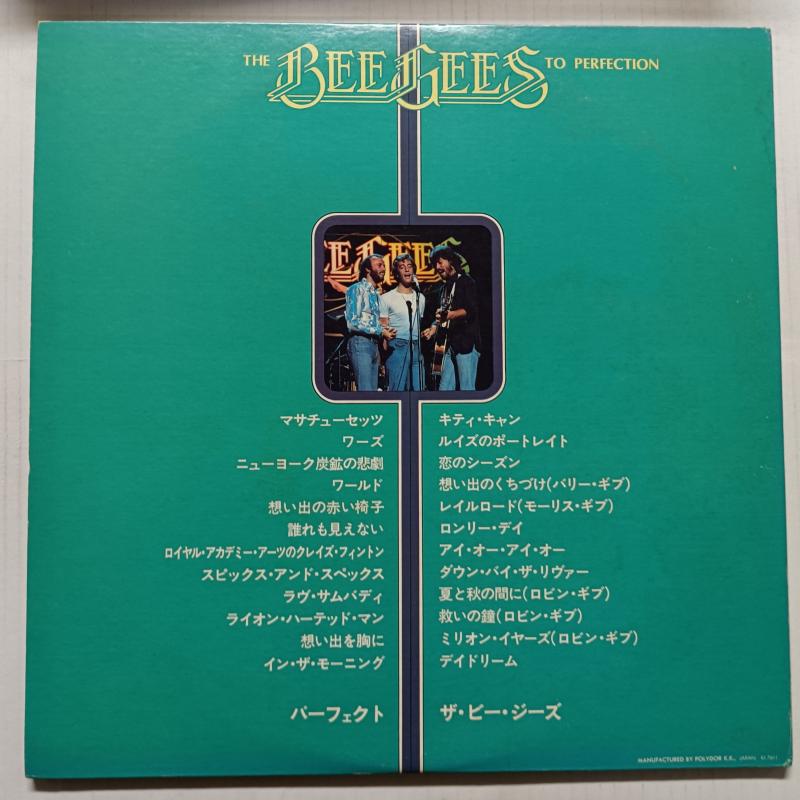 THE BEE GEES TO PERFECTION
BEE GEES
マサチューセッツ
ワーズ
ニューヨーク炭鉱の悲劇
ワールド
想い出の赤い椅子
誰れも見えない
ロイヤル・アカデミー・アーツのクレイズ・フィントン
スピックス・アンド・スペックス
ラヴ・サムバディ
ライオン・ハーテッド・マン
想い出を胸に
イン・ザ・モーニング
パーフェクト
キティ・キャン
ルイズのポートレイト
恋のシーズン
想い出のくちづけ(バリー・ギブ)
レイルロード(モーリス・ギブ)
ロンリー・デイ
アイ・オー・アイ・オー
ダウン・バイ・ザ・リヴァー
夏と秋の間に(ロビン・ギブ)
救いの鐘(ロビン・ギブ)
ミリオン・イヤーズ(ロビン・ギブ)
デイドリーム
ザ・ビー・ジーズ
MANUFACTURED BY POLYDOR K.K., JAPAN